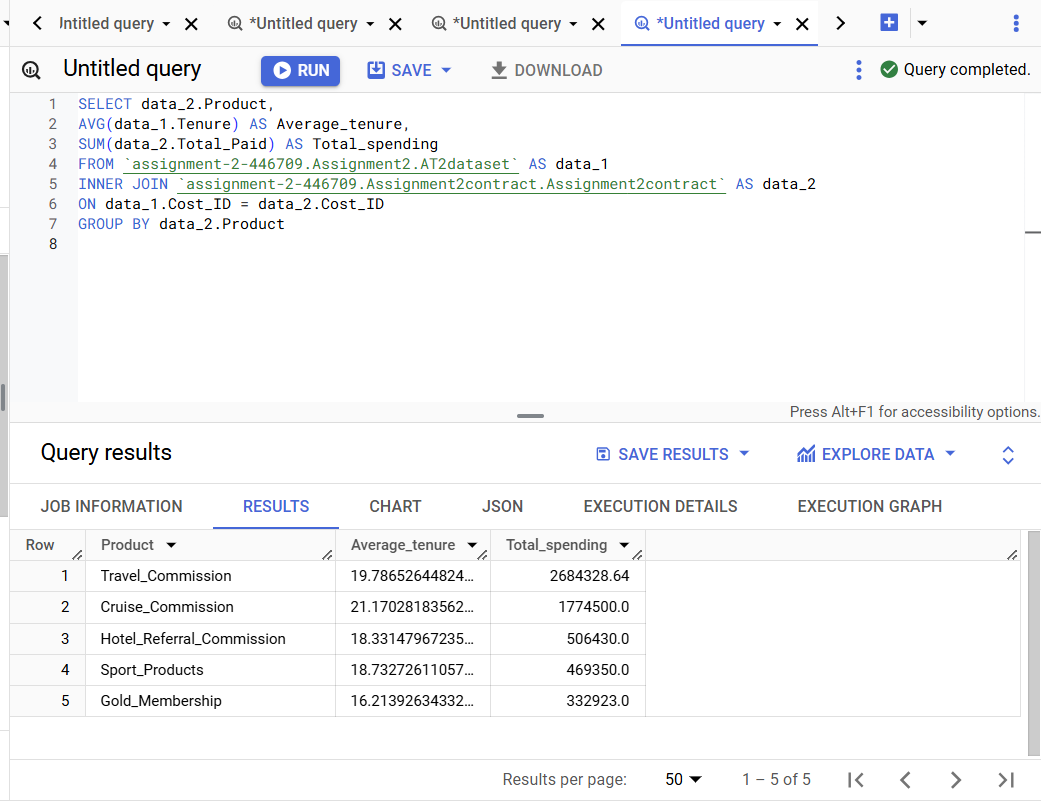 Intitled query
*Untitled query
*Untitled query
*Untitled query
Untitled query RUN SAVE DOWNLOAD Query completed.
1 SELECT data_2.Product,
2 AVG(data_1.Tenure) AS Average_tenure,
3 SUM(data_2.Total_Paid) AS Total_spending
4 FROM `assignment-2-446709.Assignment2.AT2dataset` AS data_1
5 INNER JOIN `assignment-2-446709.Assignment2contract.Assignment2contract` AS data_2
6 ON data_1.Cost_ID = data_2.Cost_ID
7 GROUP BY data_2.Product
8
Press Alt+F1 for accessibility options.
Query results SAVE RESULTS EXPLORE DATA
JOB INFORMATION RESULTS CHART JSON EXECUTION DETAILS EXECUTION GRAPH
Row Product Average_tenure Total_spending
1 Travel_Commission 19.78652644824... 2684328.64
2 Cruise_Commission 21.17028183562... 1774500.0
3 Hotel_Referral_Commission 18.33147967235... 506430.0
4 Sport_Products 18.73272611057... 469350.0
5 Gold_Membership 16.21392634332... 332923.0
Results per page: 50 1 – 5 of 5